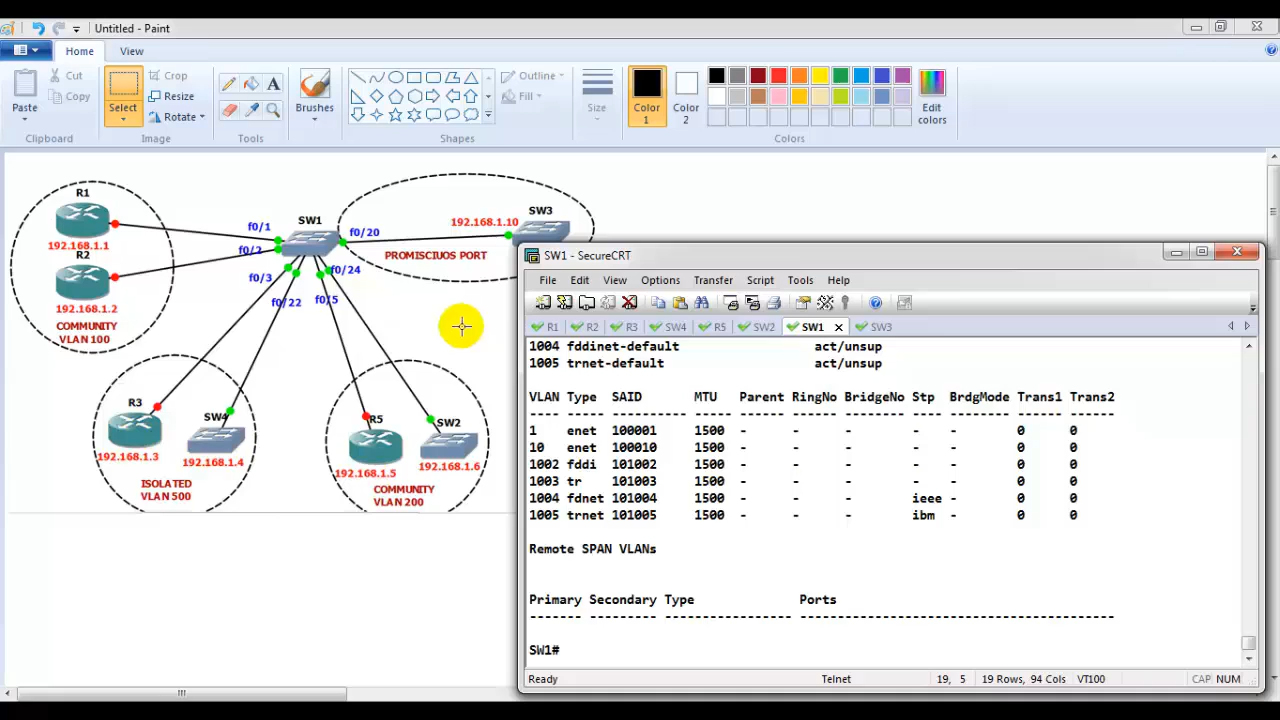 Untitled - Paint
Home View
Paste
Cut
Copy
Clipboard
Select
Crop
Resize
Rotate
Image
Tools
Brushes
Shapes
Outline
Fill
Size
Color 1
Color 2
Edit colors
Colors
R1
192.168.1.1
R2
192.168.1.2
COMMUNITY
VLAN 100
f0/1
f0/2
f0/3
f0/22
f0/5
f0/24
SW1
f0/20
192.168.1.10
SW3
PROMISCIUOS PORT
R3
192.168.1.3
SW4
192.168.1.4
ISOLATED
VLAN 500
R5
192.168.1.5
SW2
192.168.1.6
COMMUNITY
VLAN 200
SW1 - SecureCRT
File Edit View Options Transfer Script Tools Help
R1 R2 R3 SW4 R5 SW2 SW1 SW3
1004 fddinet-default act/unsup
1005 trnet-default act/unsup
VLAN Type SAID MTU Parent RingNo BridgeNo Stp BrdgMode Trans1 Trans2
---- ----- ---------- ----- ------ ------ -------- ---- -------- ------ ------
1 enet 100001 1500 - - - - - 0 0
10 enet 100010 1500 - - - - - 0 0
1002 fddi 101002 1500 - - - - - 0 0
1003 tr 101003 1500 - - - - - 0 0
1004 fdnet 101004 1500 - - - ieee - 0 0
1005 trnet 101005 1500 - - - ibm - 0 0
Remote SPAN VLANs
Primary Secondary Type Ports
------- --------- ----------------- ------------------------------------------
SW1#
Ready Telnet 19, 5 19 Rows, 94 Cols VT100 CAP NUM